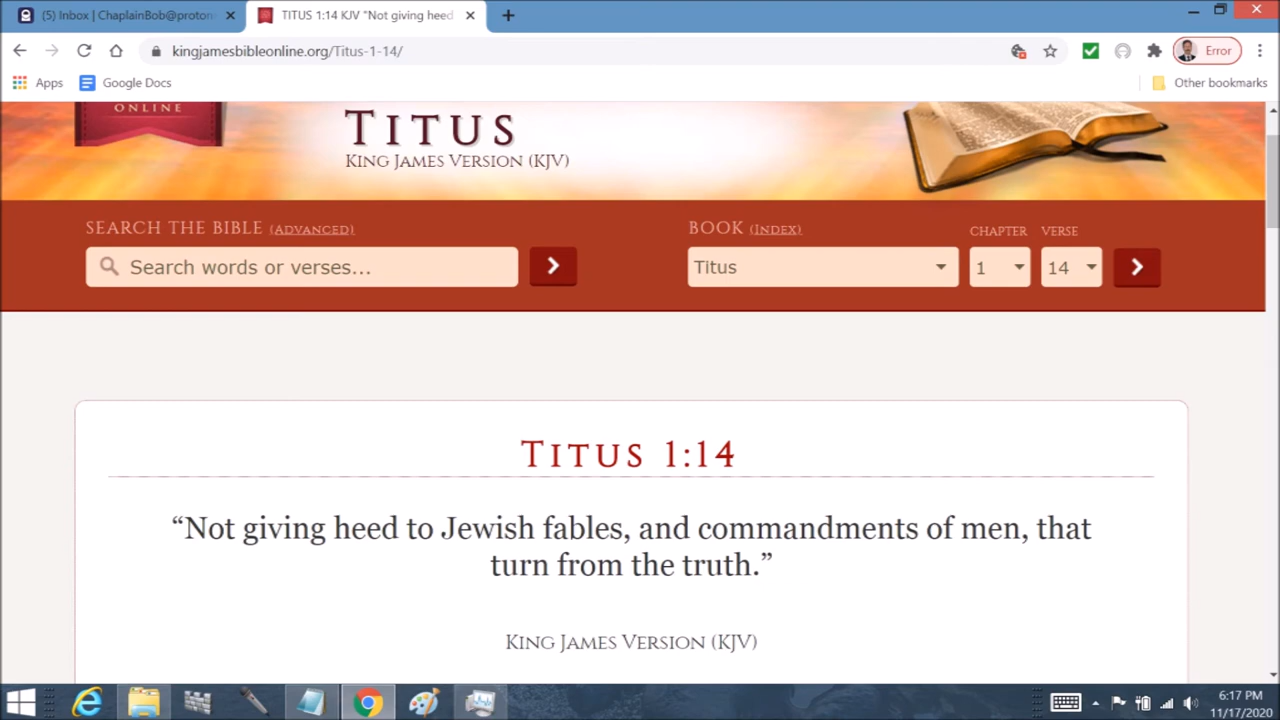 (5) Inbox | ChaplainBob@proton
TITUS 1:14 KJV "Not giving heed
kingjamesbibleonline.org/Titus-1-14/
Error
Apps
Google Docs
Other bookmarks
ONLINE
TITUS
KING JAMES VERSION (KJV)
SEARCH THE BIBLE (ADVANCED)
BOOK (INDEX)
CHAPTER
VERSE
Search words or verses...
Titus
1
14
TITUS 1:14
“Not giving heed to Jewish fables, and commandments of men, that
turn from the truth.”
KING JAMES VERSION (KJV)
6:17 PM
11/17/2020